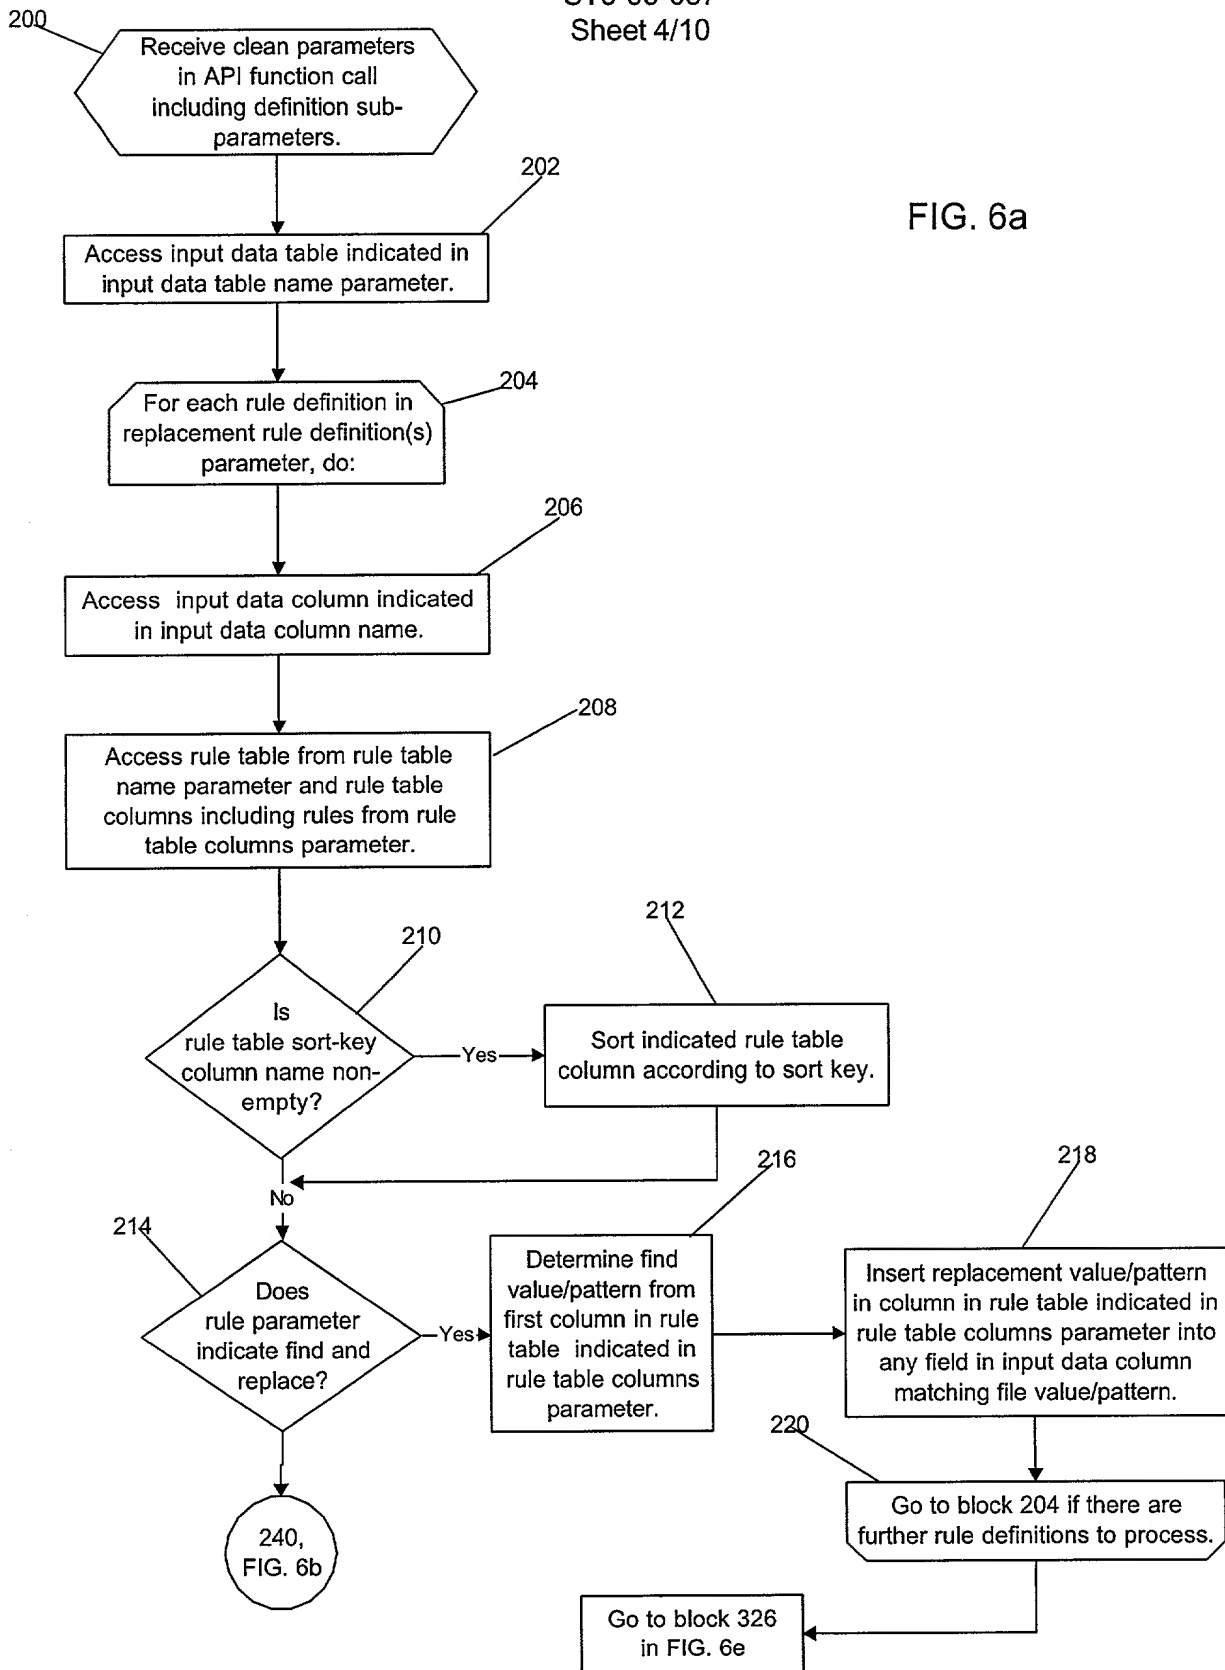 Sheet 4/10
200
Receive clean parameters
in API function call
including definition sub-
parameters.
202
FIG. 6a
Access input data table indicated in
input data table name parameter.
204
For each rule definition in
replacement rule definition(s)
parameter, do:
206
Access input data column indicated
in input data column name.
208
Access rule table from rule table
name parameter and rule table
columns including rules from rule
table columns parameter.
210
212
Is
rule table sort-key
column name non-
empty?
Yes
Sort indicated rule table
column according to sort key.
No
214
216
218
Does
rule parameter
indicate find and
replace?
Yes
Determine find
value/pattern from
first column in rule
table indicated in
rule table columns
parameter.
Insert replacement value/pattern
in column in rule table indicated in
rule table columns parameter into
any field in input data column
matching file value/pattern.
220
Go to block 204 if there are
further rule definitions to process.
240,
FIG. 6b
Go to block 326
in FIG. 6e